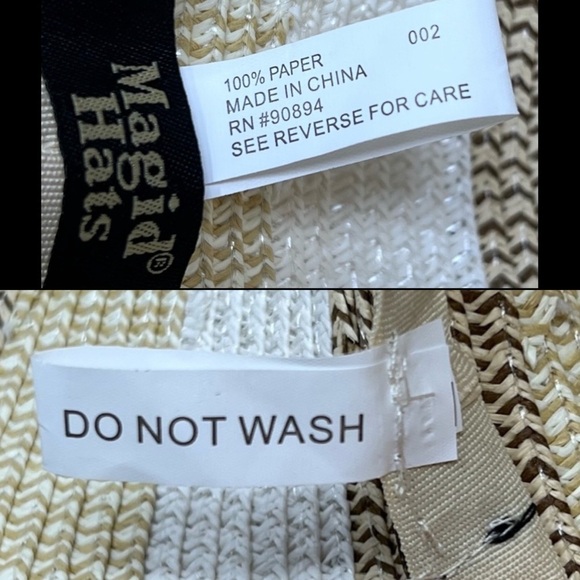 Magid
Hats®
100% PAPER 002
MADE IN CHINA
RN #90894
SEE REVERSE FOR CARE
DO NOT WASH